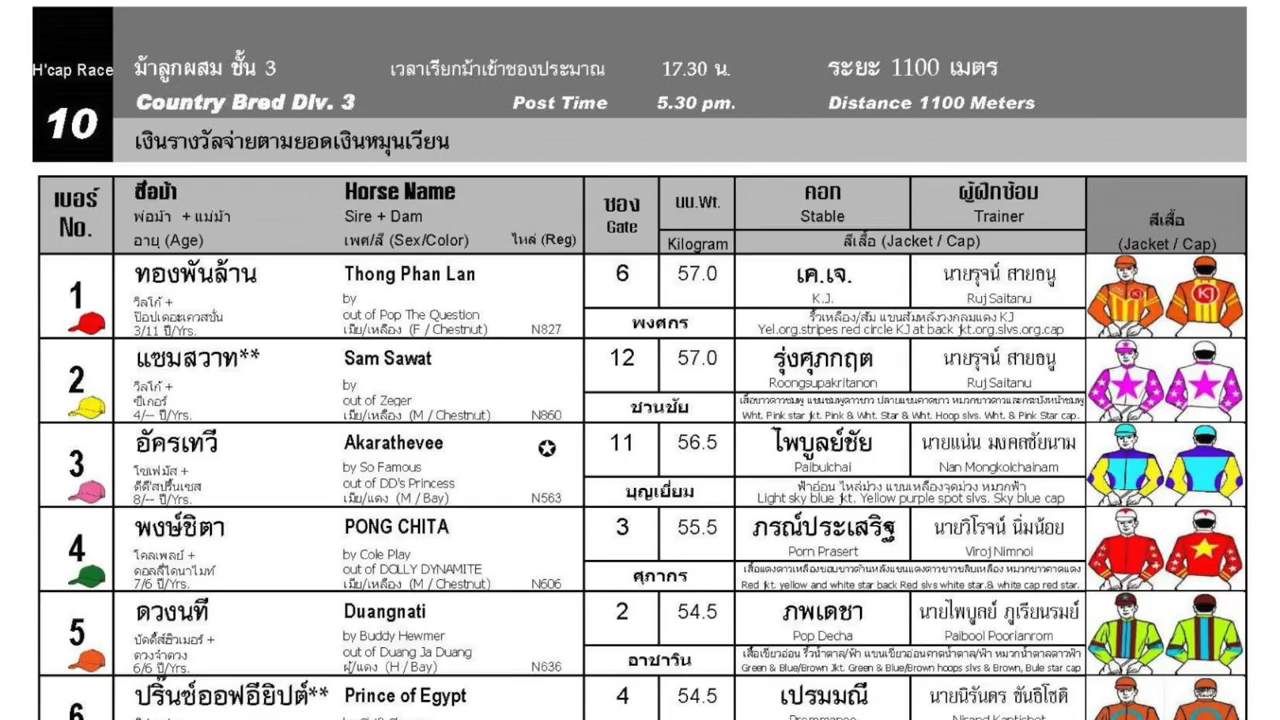 H'cap Race
10
ม้าลูกผสม ชั้น 3 เวลาเรียกม้าเข้าซองประมาณ 17.30 น. ระยะ 1100 เมตร
Country Bred Div. 3 Post Time 5.30 pm. Distance 1100 Meters
เงินรางวัลจ่ายตามยอดเงินหมุนเวียน
เบอร์ ชื่อม้า Horse Name ซอง นน.Wt. คอก ผู้ฝึกซ้อม สีเสื้อ
No. พ่อม้า + แม่ม้า Sire + Dam Gate Stable Trainer
อายุ (Age) เพศ/สี (Sex/Color) ไหล่ (Reg) Kilogram สีเสื้อ (Jacket / Cap) (Jacket / Cap)
1 ทองพันล้าน Thong Phan Lan 6 57.0 เค.เจ. นายรุจน์ สายธนู
วิลโก้ + by K.J. Ruj Saitanu
ป๊อปเดอะเควสชั่น out of Pop The Question พงศกร ริ้วเหลือง/ส้ม แขนส้มหลังวงกลมแดง KJ
3/11 ปี/Yrs. เมีย/เหลือง (F / Chestnut) N827 Yel.org.stripes red circle KJ at back jkt.org.slvs.org.cap
2 แซมสวาท** Sam Sawat 12 57.0 รุ่งศุภกฤต นายรุจน์ สายธนู
วิลโก้ + by Roongsupakritanon Ruj Saitanu
ซีเกอร์ out of Zeger ชวนชัย
4/-- ปี/Yrs. เมีย/เหลือง (M / Chestnut) N860 Wht. Pink star jkt. Pink & Wht. Star & Wht. Hoop slvs. Wht. & Pink Star cap.
3 อัครเทวี Akarathevee 11 56.5 ไพบูลย์ชัย นายแน่น มงคลชัยนาม
โซเฟมัส + by So Famous Paibulchai Nan Mongkolchainam
ดีดี'สปริ๊นเซส out of DD's Princess บุญเยี่ยม ฟ้าอ่อน ไหล่ม่วง แขนเหลืองจุดม่วง หมวกฟ้า
8/-- ปี/Yrs. เมีย/แดง (M / Bay) N563 Light sky blue jkt. Yellow purple spot slvs. Sky blue cap
4 พงษ์ชิตา PONG CHITA 3 55.5 ภรณ์ประเสริฐ นายวิโรจน์ นิ่มน้อย
โคลเพลย์ + by Cole Play Porn Prasert Viroj Nimnoi
ดอลลี่ไดนาไมท์ out of DOLLY DYNAMITE ศุภากร
7/6 ปี/Yrs. เมีย/เหลือง (M / Chestnut) N606 Red jkt. yellow and white star back Red slvs white star.& white cap red star.
5 ดวงนที Duangnati 2 54.5 ภพเดชา นายไพบูลย์ ภูเรียนรมย์
บัดดี้ส์ฮิวเมอร์ + by Buddy Hewmer Pop Decha Paibool Poorianrom
ดวงจ๋าดวง out of Duang Ja Duang อาชาวิน
6/6 ปี/Yrs. ผู้/แดง (H / Bay) N636 Green & Blue/Brown Jkt. Green & Blue/Brown hoops slvs & Brown, Bule star cap
6 ปริ๊นซ์ออฟอียิปต์** Prince of Egypt 4 54.5 เปรมมณี นายนิรันดร ขันธิโชติ